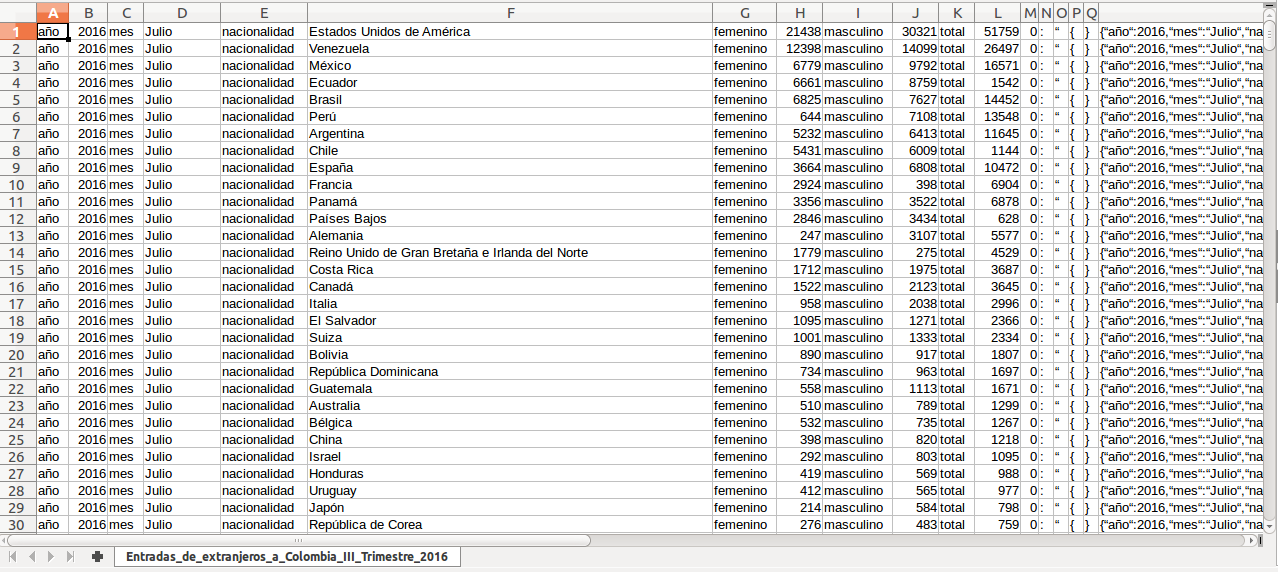 A B C D E F G H I J K L M N O P Q
1 año 2016 mes Julio nacionalidad Estados Unidos de América femenino 21438 masculino 30321 total 51759 0 : “ { } {“año“:2016,“mes“:“Julio“,“na
2 año 2016 mes Julio nacionalidad Venezuela femenino 12398 masculino 14099 total 26497 0 : “ { } {“año“:2016,“mes“:“Julio“,“na
3 año 2016 mes Julio nacionalidad México femenino 6779 masculino 9792 total 16571 0 : “ { } {“año“:2016,“mes“:“Julio“,“na
4 año 2016 mes Julio nacionalidad Ecuador femenino 6661 masculino 8759 total 1542 0 : “ { } {“año“:2016,“mes“:“Julio“,“na
5 año 2016 mes Julio nacionalidad Brasil femenino 6825 masculino 7627 total 14452 0 : “ { } {“año“:2016,“mes“:“Julio“,“na
6 año 2016 mes Julio nacionalidad Perú femenino 644 masculino 7108 total 13548 0 : “ { } {“año“:2016,“mes“:“Julio“,“na
7 año 2016 mes Julio nacionalidad Argentina femenino 5232 masculino 6413 total 11645 0 : “ { } {“año“:2016,“mes“:“Julio“,“na
8 año 2016 mes Julio nacionalidad Chile femenino 5431 masculino 6009 total 1144 0 : “ { } {“año“:2016,“mes“:“Julio“,“na
9 año 2016 mes Julio nacionalidad España femenino 3664 masculino 6808 total 10472 0 : “ { } {“año“:2016,“mes“:“Julio“,“na
10 año 2016 mes Julio nacionalidad Francia femenino 2924 masculino 398 total 6904 0 : “ { } {“año“:2016,“mes“:“Julio“,“na
11 año 2016 mes Julio nacionalidad Panamá femenino 3356 masculino 3522 total 6878 0 : “ { } {“año“:2016,“mes“:“Julio“,“na
12 año 2016 mes Julio nacionalidad Países Bajos femenino 2846 masculino 3434 total 628 0 : “ { } {“año“:2016,“mes“:“Julio“,“na
13 año 2016 mes Julio nacionalidad Alemania femenino 247 masculino 3107 total 5577 0 : “ { } {“año“:2016,“mes“:“Julio“,“na
14 año 2016 mes Julio nacionalidad Reino Unido de Gran Bretaña e Irlanda del Norte femenino 1779 masculino 275 total 4529 0 : “ { } {“año“:2016,“mes“:“Julio“,“na
15 año 2016 mes Julio nacionalidad Costa Rica femenino 1712 masculino 1975 total 3687 0 : “ { } {“año“:2016,“mes“:“Julio“,“na
16 año 2016 mes Julio nacionalidad Canadá femenino 1522 masculino 2123 total 3645 0 : “ { } {“año“:2016,“mes“:“Julio“,“na
17 año 2016 mes Julio nacionalidad Italia femenino 958 masculino 2038 total 2996 0 : “ { } {“año“:2016,“mes“:“Julio“,“na
18 año 2016 mes Julio nacionalidad El Salvador femenino 1095 masculino 1271 total 2366 0 : “ { } {“año“:2016,“mes“:“Julio“,“na
19 año 2016 mes Julio nacionalidad Suiza femenino 1001 masculino 1333 total 2334 0 : “ { } {“año“:2016,“mes“:“Julio“,“na
20 año 2016 mes Julio nacionalidad Bolivia femenino 890 masculino 917 total 1807 0 : “ { } {“año“:2016,“mes“:“Julio“,“na
21 año 2016 mes Julio nacionalidad República Dominicana femenino 734 masculino 963 total 1697 0 : “ { } {“año“:2016,“mes“:“Julio“,“na
22 año 2016 mes Julio nacionalidad Guatemala femenino 558 masculino 1113 total 1671 0 : “ { } {“año“:2016,“mes“:“Julio“,“na
23 año 2016 mes Julio nacionalidad Australia femenino 510 masculino 789 total 1299 0 : “ { } {“año“:2016,“mes“:“Julio“,“na
24 año 2016 mes Julio nacionalidad Bélgica femenino 532 masculino 735 total 1267 0 : “ { } {“año“:2016,“mes“:“Julio“,“na
25 año 2016 mes Julio nacionalidad China femenino 398 masculino 820 total 1218 0 : “ { } {“año“:2016,“mes“:“Julio“,“na
26 año 2016 mes Julio nacionalidad Israel femenino 292 masculino 803 total 1095 0 : “ { } {“año“:2016,“mes“:“Julio“,“na
27 año 2016 mes Julio nacionalidad Honduras femenino 419 masculino 569 total 988 0 : “ { } {“año“:2016,“mes“:“Julio“,“na
28 año 2016 mes Julio nacionalidad Uruguay femenino 412 masculino 565 total 977 0 : “ { } {“año“:2016,“mes“:“Julio“,“na
29 año 2016 mes Julio nacionalidad Japón femenino 214 masculino 584 total 798 0 : “ { } {“año“:2016,“mes“:“Julio“,“na
30 año 2016 mes Julio nacionalidad República de Corea femenino 276 masculino 483 total 759 0 : “ { } {“año“:2016,“mes“:“Julio“,“na
Entradas_de_extranjeros_a_Colombia_III_Trimestre_2016